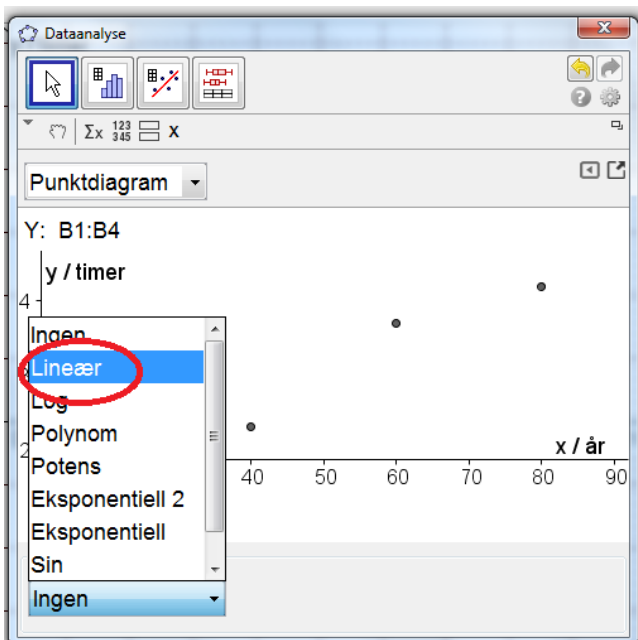 Dataanalyse
Σx 123 345 X
Punktdiagram
Y: B1:B4
y / timer
4
Ingen
Lineær
Log
Polynom
2
x / år
Potens
40 50 60 70 80 90
Eksponentiell 2
Eksponentiell
Sin
Ingen